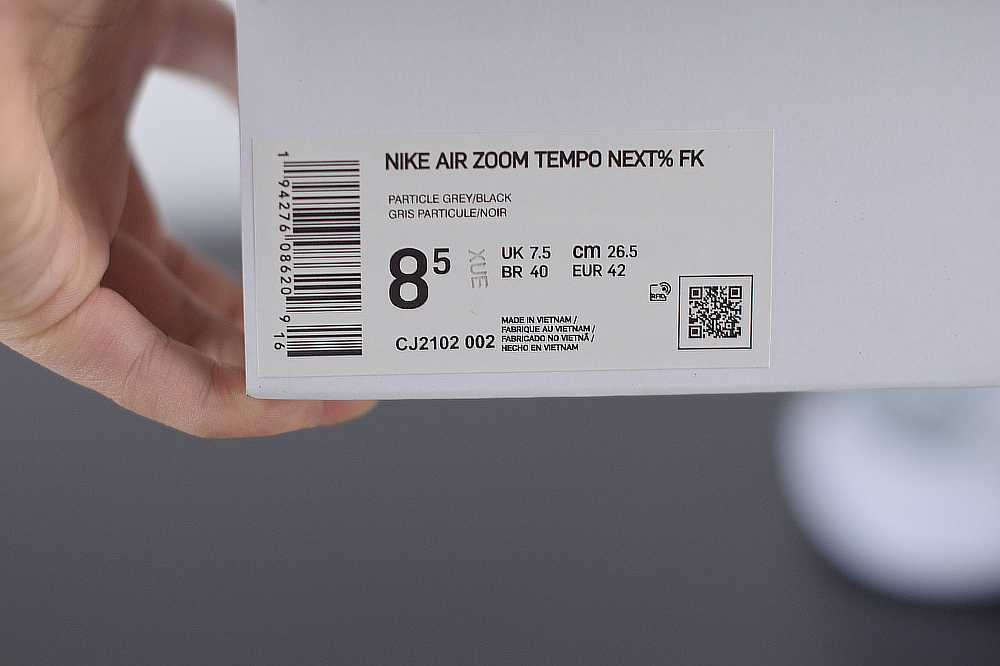 1 94276 08620 9 16
NIKE AIR ZOOM TEMPO NEXT% FK
PARTICLE GREY/BLACK
GRIS PARTICULE/NOIR
8⁵
XUE
UK 7.5 cm 26.5
BR 40 EUR 42
RFID
CJ2102 002
MADE IN VIETNAM /
FABRIQUE AU VIETNAM /
FABRICADO NO VIETNÃ /
HECHO EN VIETNAM